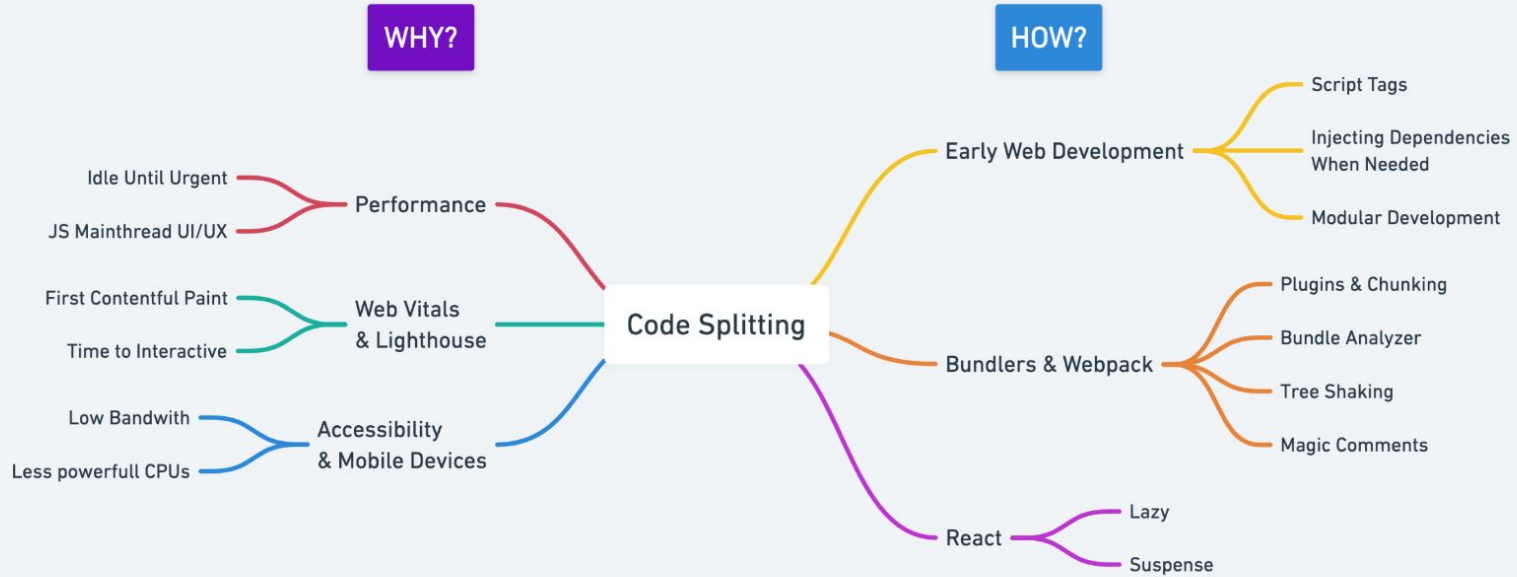 WHY?
HOW?
Idle Until Urgent
JS Mainthread UI/UX
Performance
First Contentful Paint
Time to Interactive
Web Vitals
& Lighthouse
Low Bandwith
Less powerfull CPUs
Accessibility
& Mobile Devices
Code Splitting
Early Web Development
Script Tags
Injecting Dependencies
When Needed
Modular Development
Bundlers & Webpack
Plugins & Chunking
Bundle Analyzer
Tree Shaking
Magic Comments
React
Lazy
Suspense